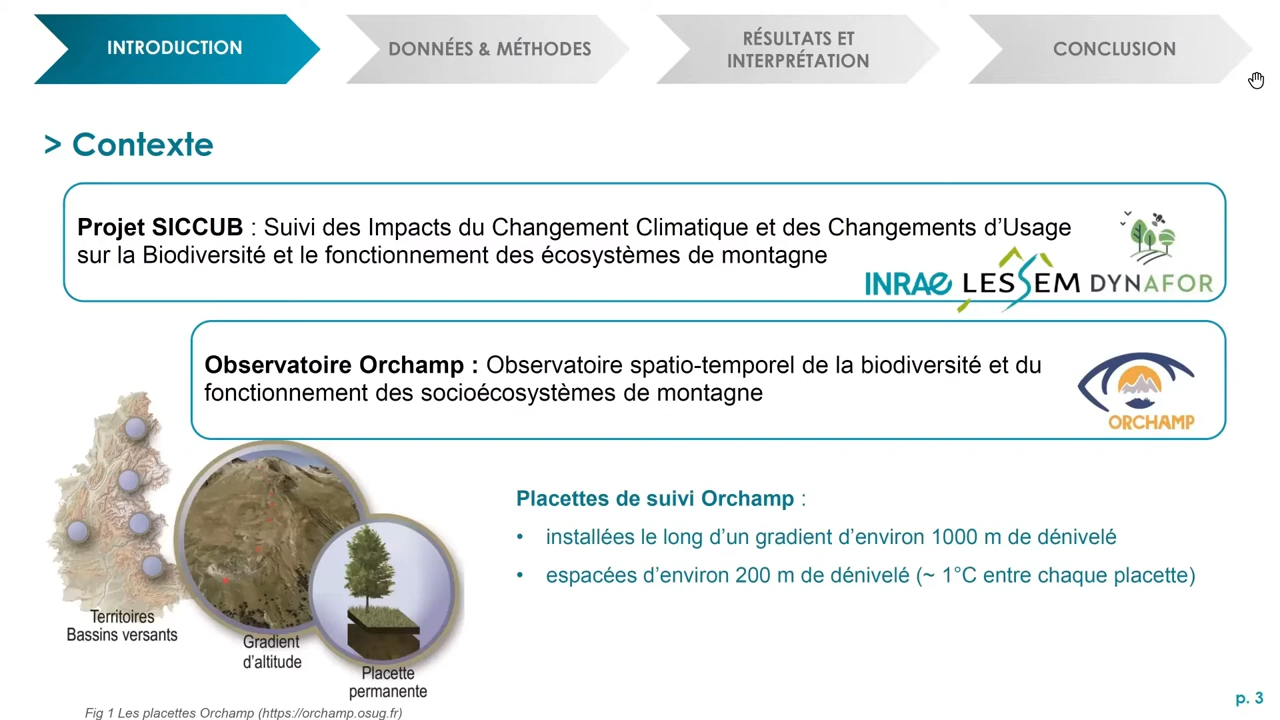 INTRODUCTION
DONNÉES & MÉTHODES
RÉSULTATS ET
INTERPRÉTATION
CONCLUSION
> Contexte
Projet SICCUB : Suivi des Impacts du Changement Climatique et des Changements d’Usage
sur la Biodiversité et le fonctionnement des écosystèmes de montagne
INRAE LESSEM DYNAFOR
Observatoire Orchamp : Observatoire spatio-temporel de la biodiversité et du
fonctionnement des socioécosystèmes de montagne
ORCHAMP
Placettes de suivi Orchamp :
• installées le long d’un gradient d’environ 1000 m de dénivelé
• espacées d’environ 200 m de dénivelé (~ 1°C entre chaque placette)
Territoires
Bassins versants
Gradient
d’altitude
Placette
permanente
Fig 1 Les placettes Orchamp (https://orchamp.osug.fr)
p. 3